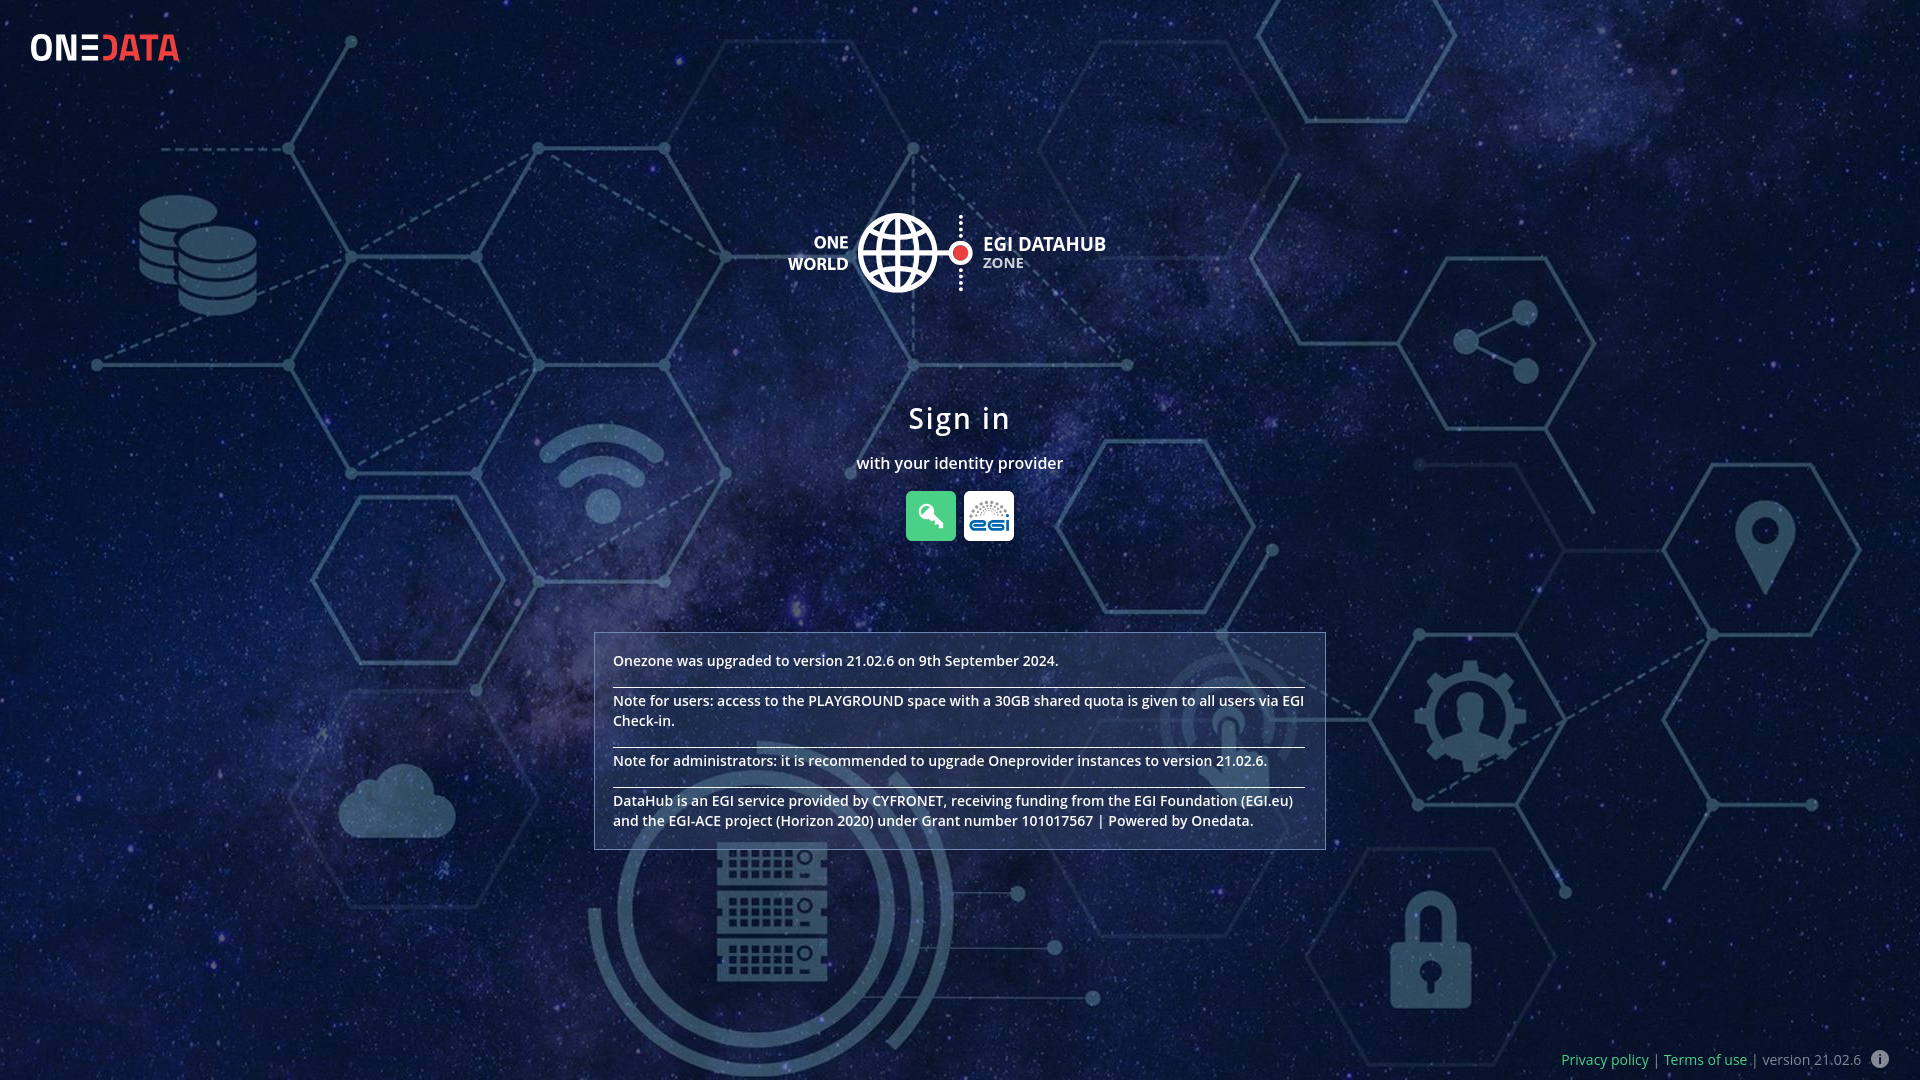 ONEDATA
ONE
WORLD
EGI DATAHUB
ZONE
Sign in
with your identity provider
egi
Onezone was upgraded to version 21.02.6 on 9th September 2024.
Note for users: access to the PLAYGROUND space with a 30GB shared quota is given to all users via EGI
Check-in.
Note for administrators: it is recommended to upgrade Oneprovider instances to version 21.02.6.
DataHub is an EGI service provided by CYFRONET, receiving funding from the EGI Foundation (EGI.eu)
and the EGI-ACE project (Horizon 2020) under Grant number 101017567 | Powered by Onedata.
Privacy policy | Terms of use | version 21.02.6